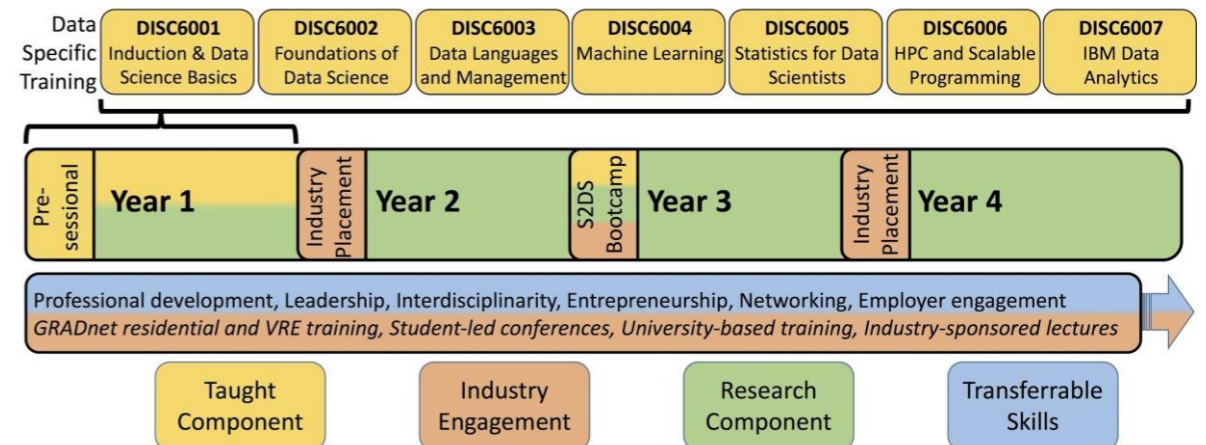 Data
Specific
Training
DISC6001
Induction & Data
Science Basics
DISC6002
Foundations of
Data Science
DISC6003
Data Languages
and Management
DISC6004
Machine Learning
DISC6005
Statistics for Data
Scientists
DISC6006
HPC and Scalable
Programming
DISC6007
IBM Data
Analytics
Pre-
sessional
Year 1
Industry
Placement
Year 2
S2DS
Bootcamp
Year 3
Industry
Placement
Year 4
Professional development, Leadership, Interdisciplinarity, Entrepreneurship, Networking, Employer engagement
GRADnet residential and VRE training, Student-led conferences, University-based training, Industry-sponsored lectures
Taught
Component
Industry
Engagement
Research
Component
Transferrable
Skills